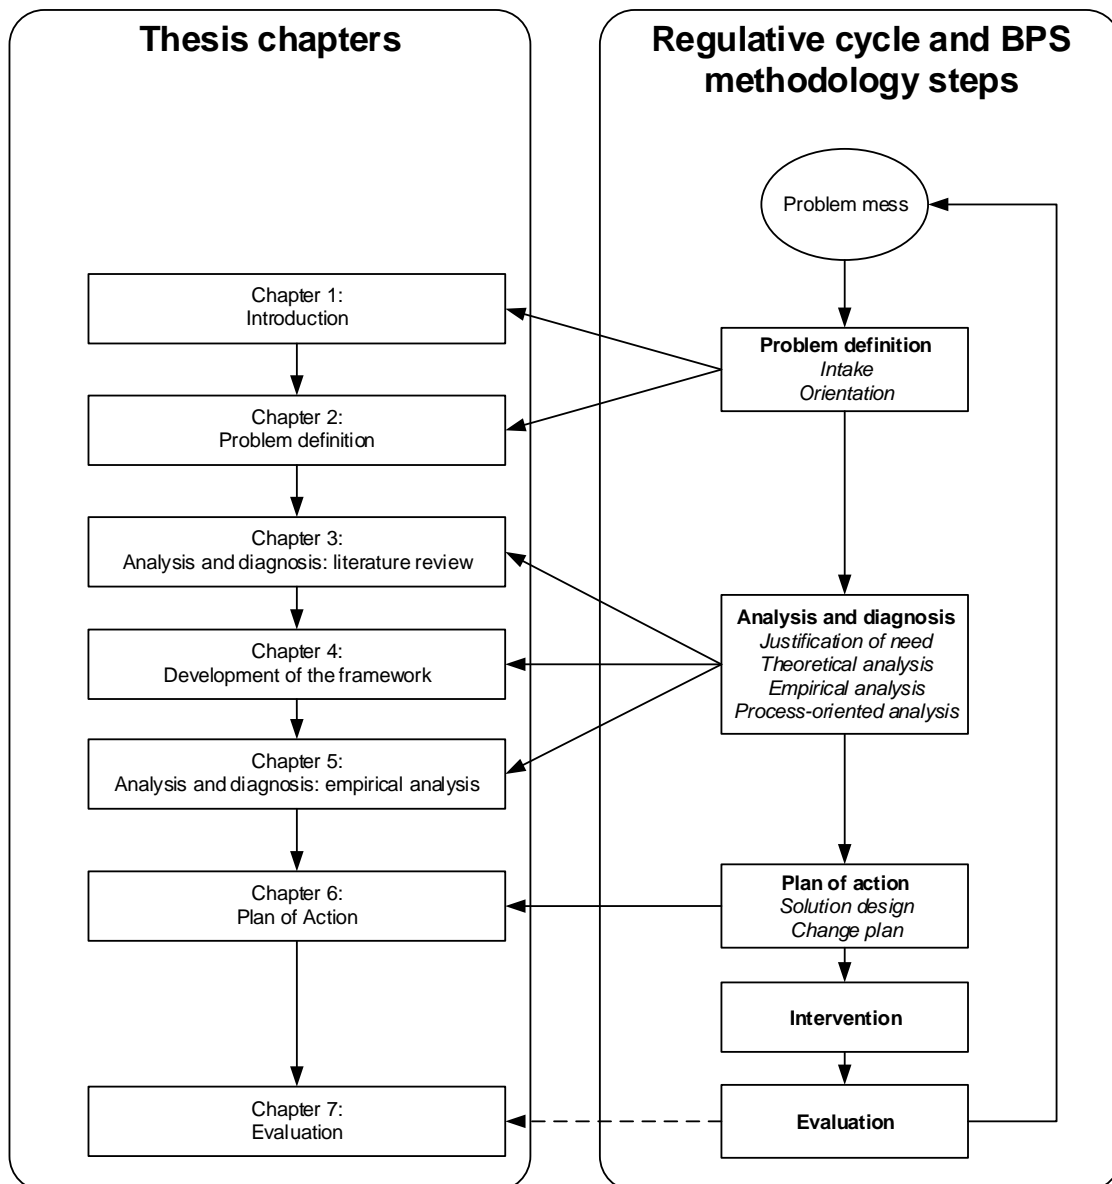 Thesis chapters
Chapter 1:
Introduction
Chapter 2:
Problem definition
Chapter 3:
Analysis and diagnosis: literature review
Chapter 4:
Development of the framework
Chapter 5:
Analysis and diagnosis: empirical analysis
Chapter 6:
Plan of Action
Chapter 7:
Evaluation
Regulative cycle and BPS
methodology steps
Problem mess
Problem definition
Intake
Orientation
Analysis and diagnosis
Justification of need
Theoretical analysis
Empirical analysis
Process-oriented analysis
Plan of action
Solution design
Change plan
Intervention
Evaluation